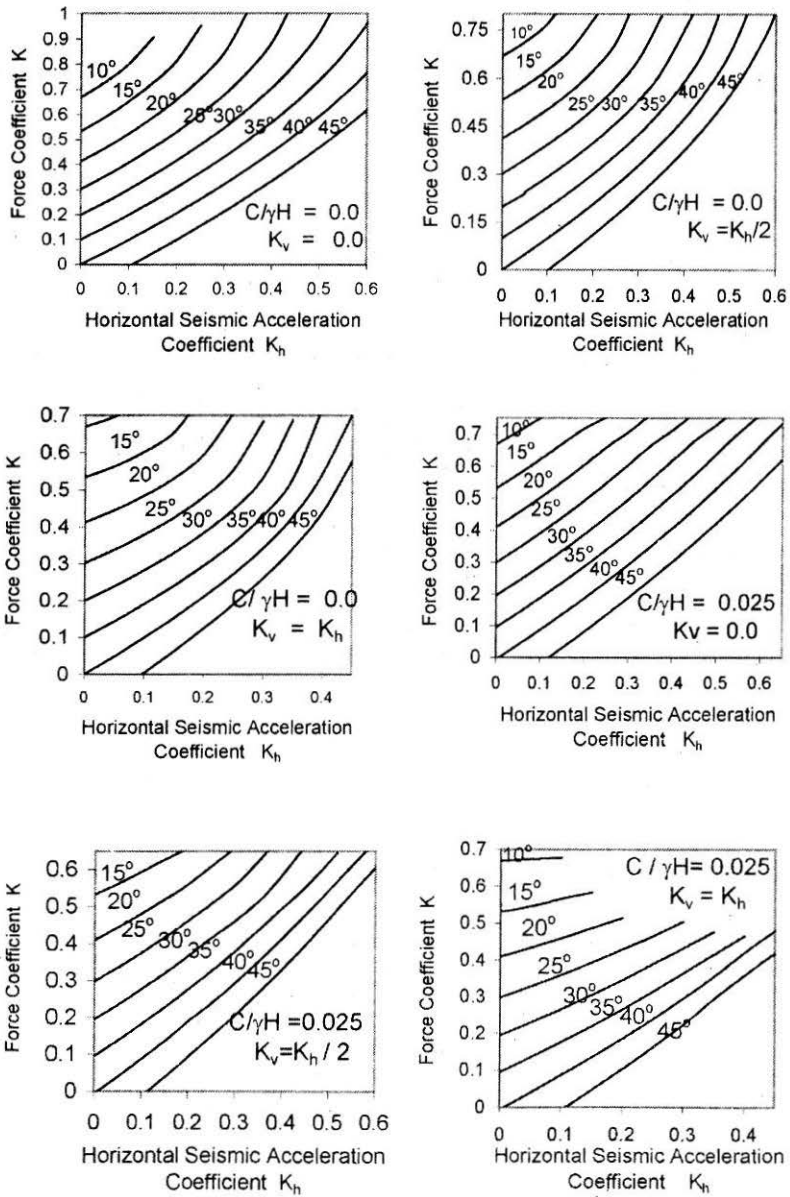 Force Coefficient K
1
0.9
0.8
0.7
0.6
0.5
0.4
0.3
0.2
0.1
0
10°
15°
20°
25°
30°
35°
40°
45°
C/γH = 0.0
Kv = 0.0
0 0.1 0.2 0.3 0.4 0.5 0.6
Horizontal Seismic Acceleration
Coefficient Kh
Force Coefficient K
0.75
0.6
0.45
0.3
0.15
0
10°
15°
20°
25°
30°
35°
40°
45°
C/γH = 0.0
Kv =Kh/2
0 0.1 0.2 0.3 0.4 0.5 0.6
Horizontal Seismic Acceleration
Coefficient Kh
Force Coefficient K
0.7
0.6
0.5
0.4
0.3
0.2
0.1
0
15°
20°
25°
30°
35°
40°
45°
C/ γH = 0.0
Kv = Kh
0 0.1 0.2 0.3 0.4
Horizontal Seismic Acceleration
Coefficient Kh
Force Coefficient K
0.7
0.6
0.5
0.4
0.3
0.2
0.1
0
10°
15°
20°
25°
30°
35°
40°
45°
C/γH = 0.025
Kv = 0.0
0 0.1 0.2 0.3 0.4 0.5 0.6
Horizontal Seismic Acceleration
Coefficient Kh
Force Coefficient K
0.6
0.5
0.4
0.3
0.2
0.1
0
15°
20°
25°
30°
35°
40°
45°
C/γH =0.025
Kv=Kh / 2
0 0.1 0.2 0.3 0.4 0.5 0.6
Horizontal Seismic Acceleration
Coefficient Kh
Force Coefficient K
0.7
0.6
0.5
0.4
0.3
0.2
0.1
0
10°
15°
20°
25°
30°
35°
40°
45°
C / γH= 0.025
Kv = Kh
0 0.1 0.2 0.3 0.4
Horizontal Seismic Acceleration
Coefficient Kh